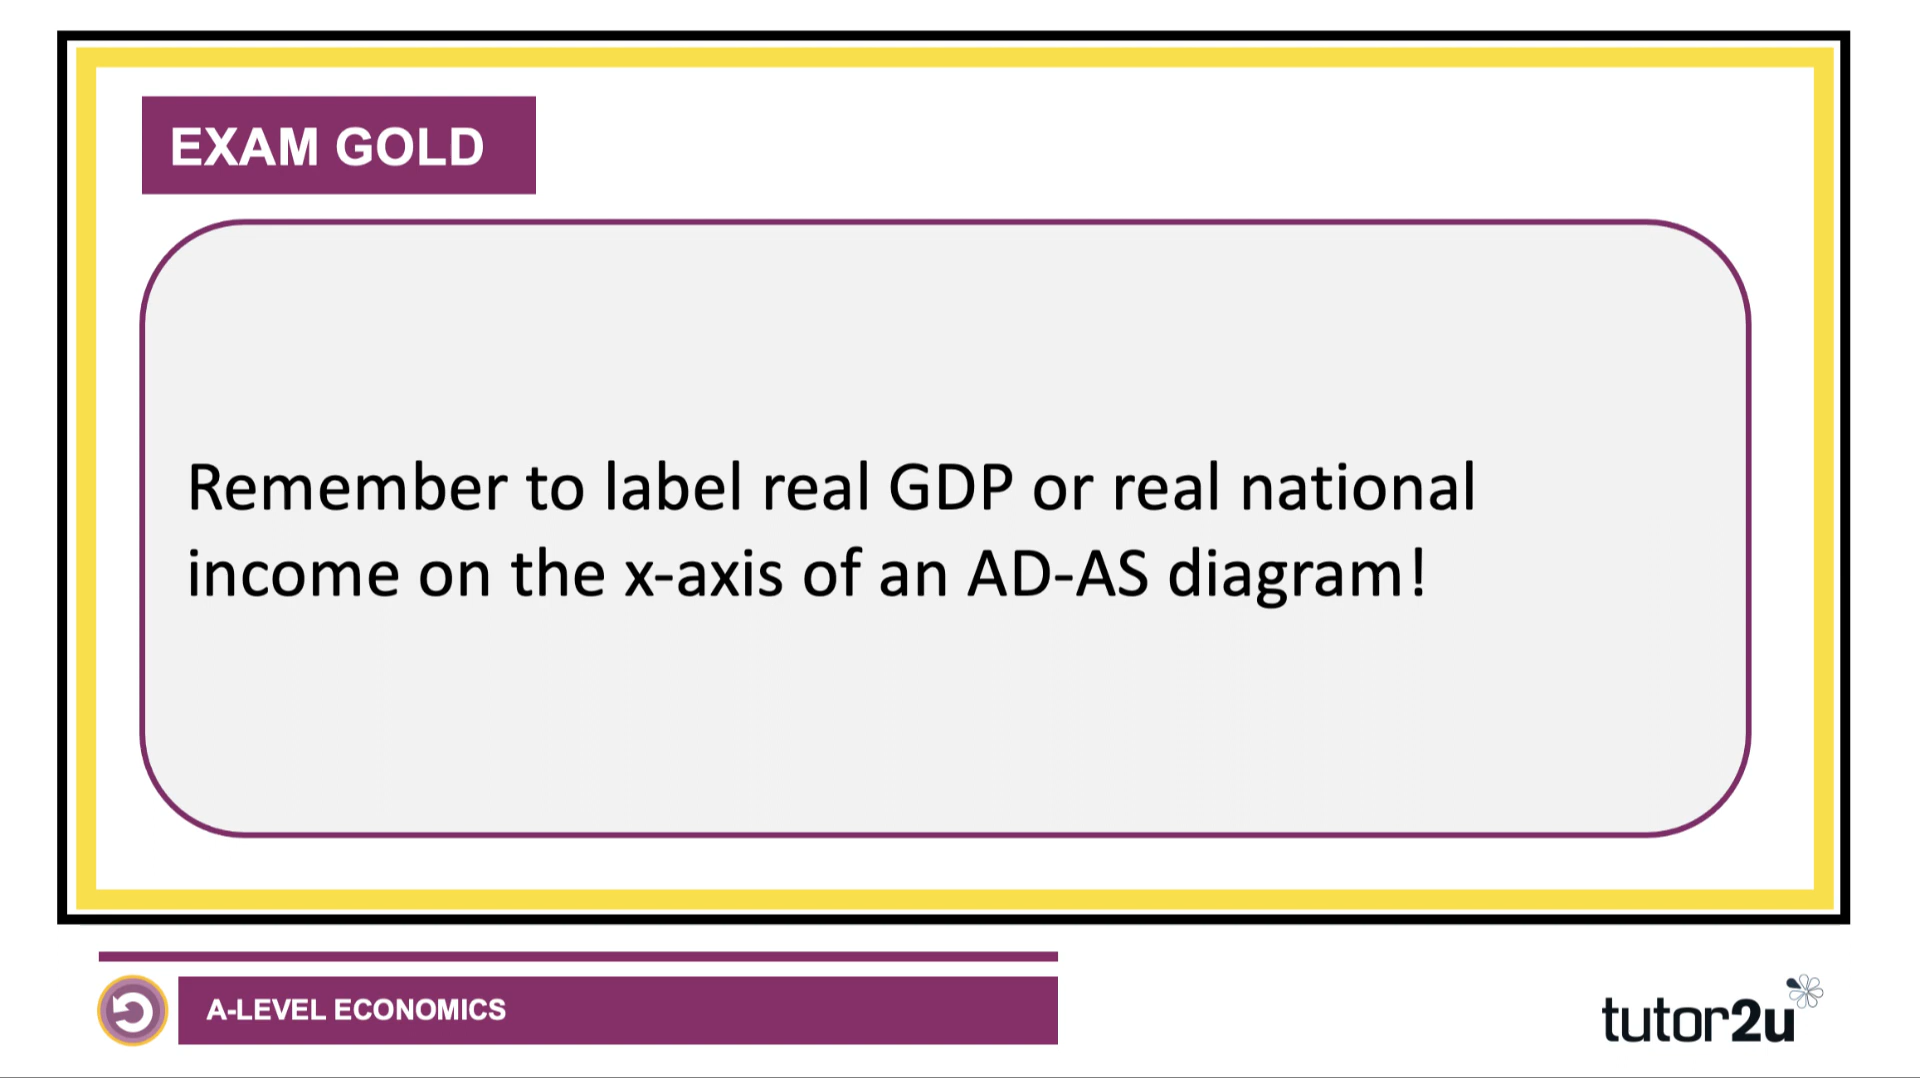 EXAM GOLD
Remember to label real GDP or real national
income on the x-axis of an AD-AS diagram!
A-LEVEL ECONOMICS
tutor2u